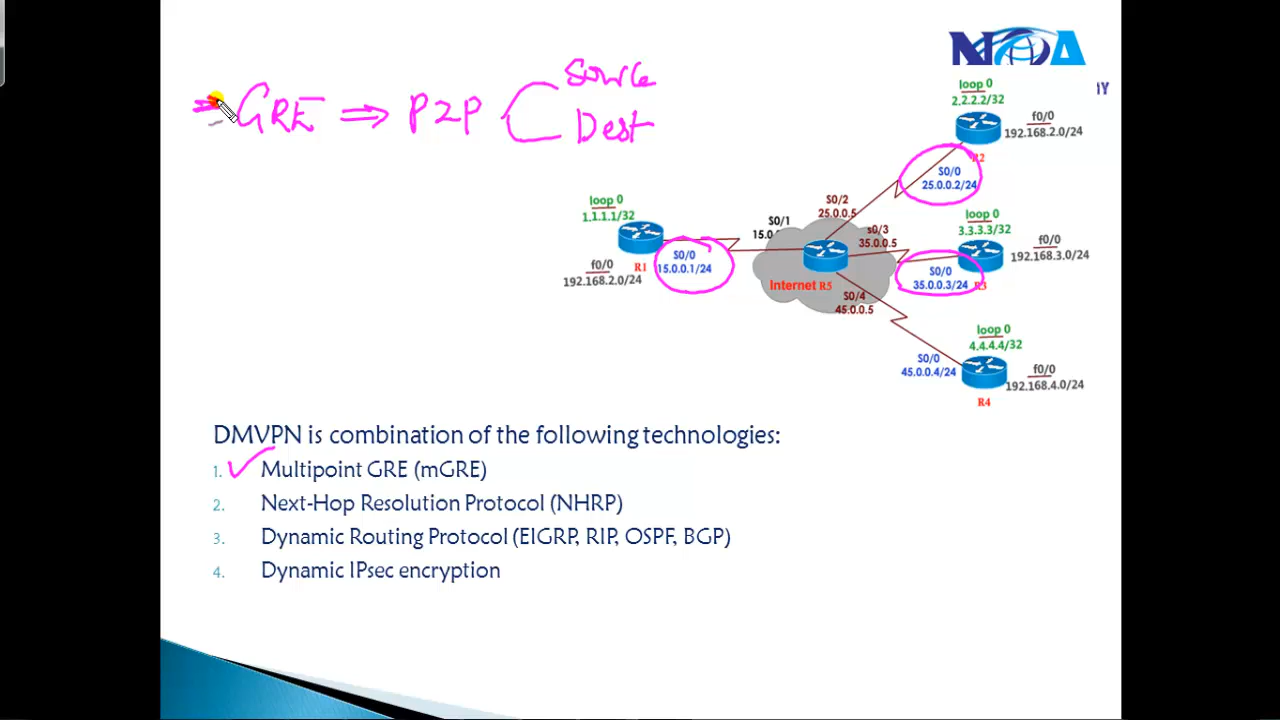 NOA
Y
Source
GRE ⇒ P2P
Dest
loop 0
2.2.2.2/32
f0/0
192.168.2.0/24
R2
S0/0
25.0.0.2/24
loop 0
1.1.1.1/32
S0/2
25.0.0.5
S0/1
15.0.
s0/3
35.0.0.5
loop 0
3.3.3.3/32
f0/0
192.168.3.0/24
f0/0
192.168.2.0/24
R1
S0/0
15.0.0.1/24
Internet R5
S0/0
35.0.0.3/24
R3
S0/4
45.0.0.5
loop 0
4.4.4.4/32
S0/0
45.0.0.4/24
f0/0
192.168.4.0/24
R4
DMVPN is combination of the following technologies:
1. Multipoint GRE (mGRE)
2. Next-Hop Resolution Protocol (NHRP)
3. Dynamic Routing Protocol (EIGRP, RIP, OSPF, BGP)
4. Dynamic IPsec encryption